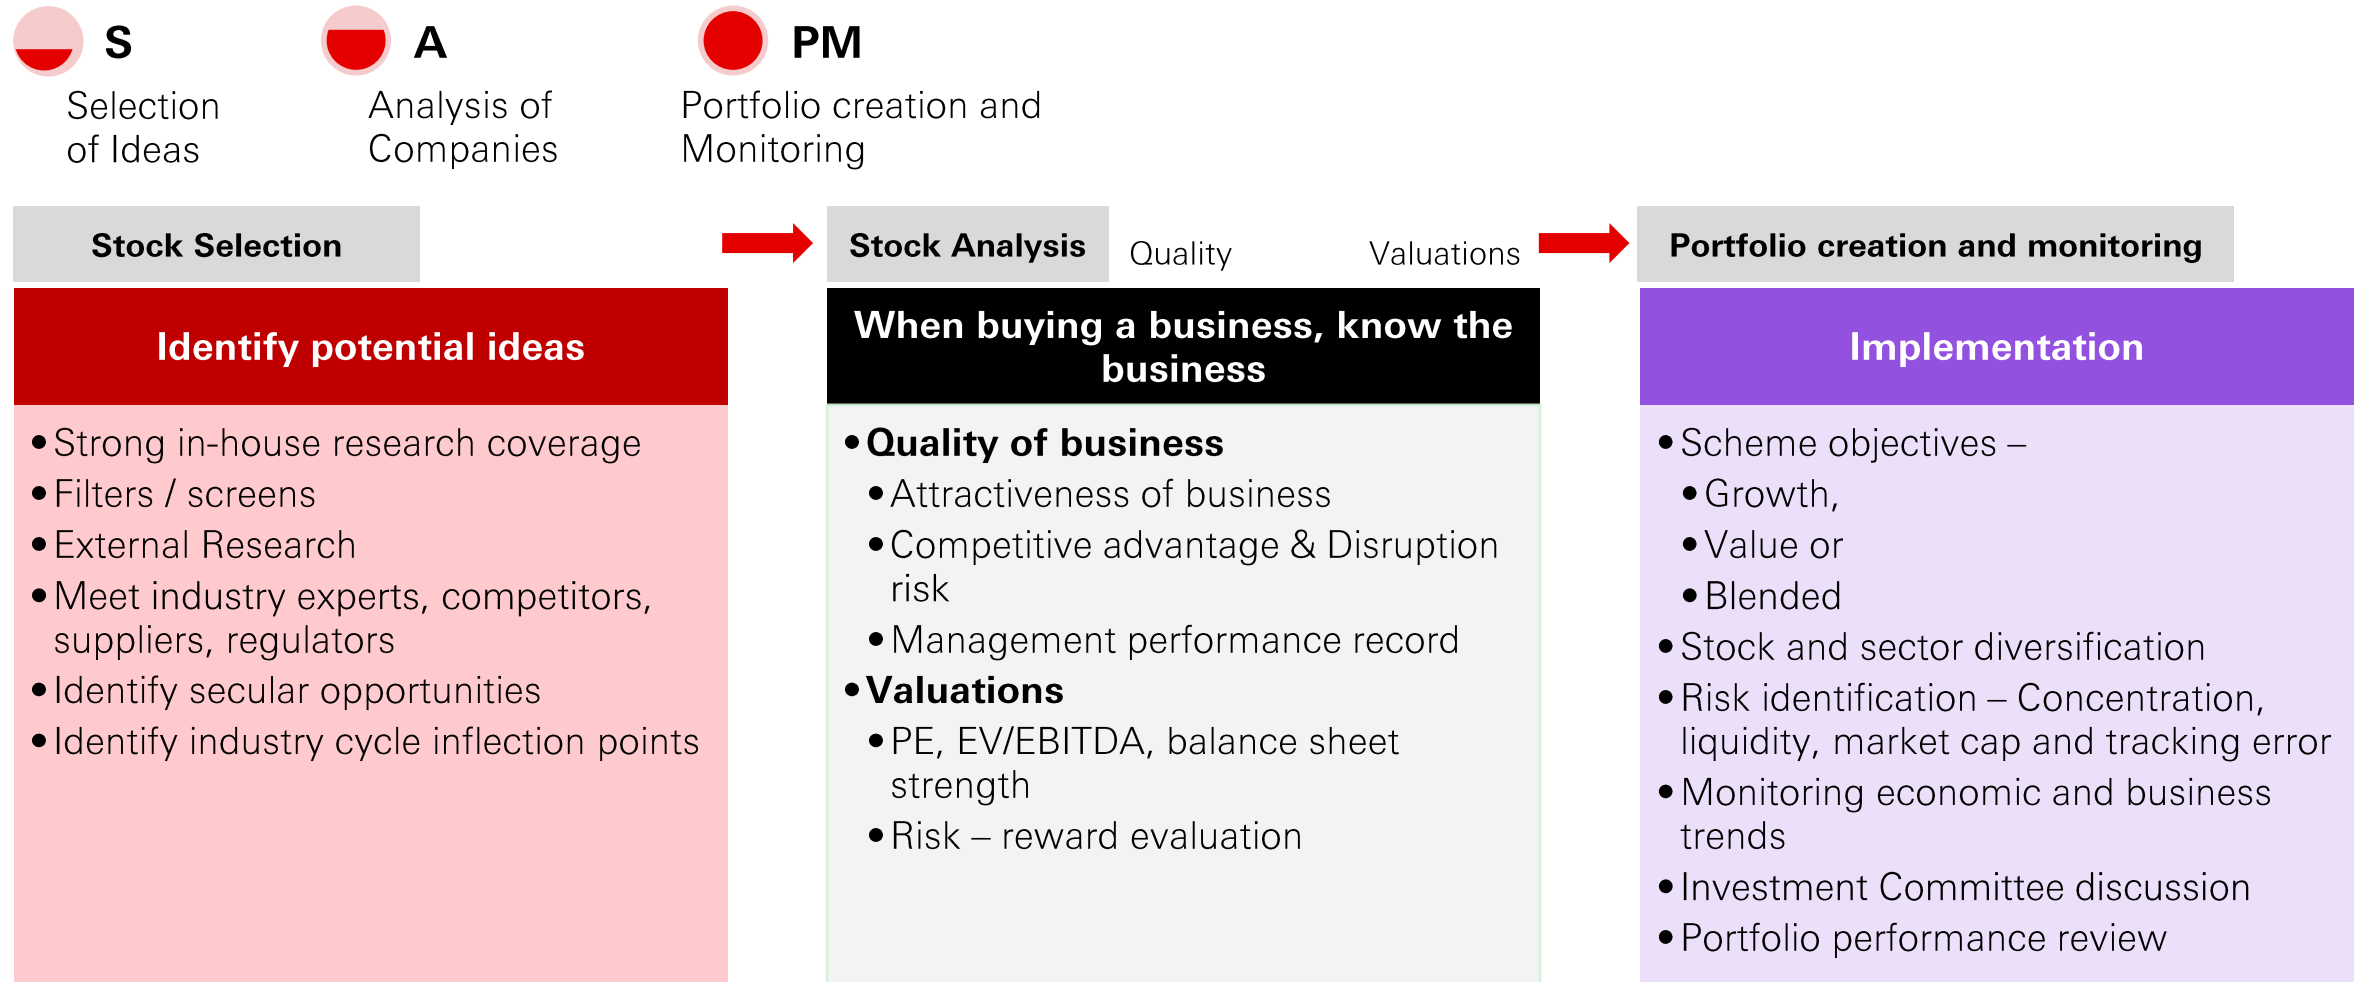 S
Selection
of Ideas
A
Analysis of
Companies
PM
Portfolio creation and
Monitoring
Stock Selection
Identify potential ideas
•Strong in-house research coverage
•Filters / screens
•External Research
•Meet industry experts, competitors,
suppliers, regulators
•Identify secular opportunities
•Identify industry cycle inflection points
Stock Analysis
Quality
Valuations
When buying a business, know the
business
•Quality of business
•Attractiveness of business
•Competitive advantage & Disruption
risk
•Management performance record
•Valuations
•PE, EV/EBITDA, balance sheet
strength
•Risk – reward evaluation
Portfolio creation and monitoring
Implementation
•Scheme objectives –
•Growth,
•Value or
•Blended
•Stock and sector diversification
•Risk identification – Concentration,
liquidity, market cap and tracking error
•Monitoring economic and business
trends
•Investment Committee discussion
•Portfolio performance review